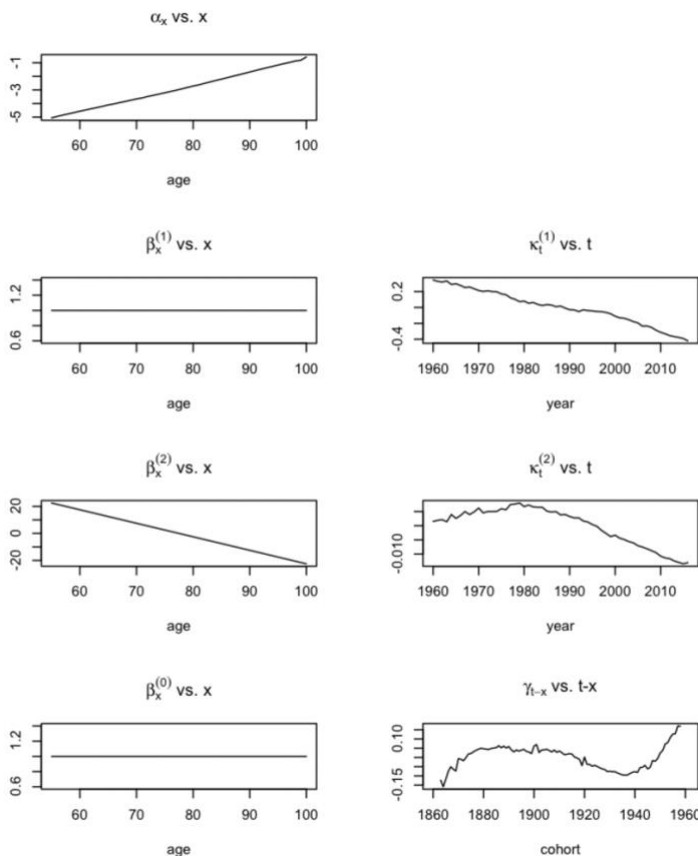 αₓ vs. x
-1
-3
-5
60 70 80 90 100
age
βₓ⁽¹⁾ vs. x
1.2
0.6
60 70 80 90 100
age
κₜ⁽¹⁾ vs. t
0.2
-0.4
1960 1970 1980 1990 2000 2010
year
βₓ⁽²⁾ vs. x
20
0
-20
60 70 80 90 100
age
κₜ⁽²⁾ vs. t
-0.010
1960 1970 1980 1990 2000 2010
year
βₓ⁽⁰⁾ vs. x
1.2
0.6
60 70 80 90 100
age
γₜ₋ₓ vs. t-x
0.10
-0.15
1860 1880 1900 1920 1940 1960
cohort